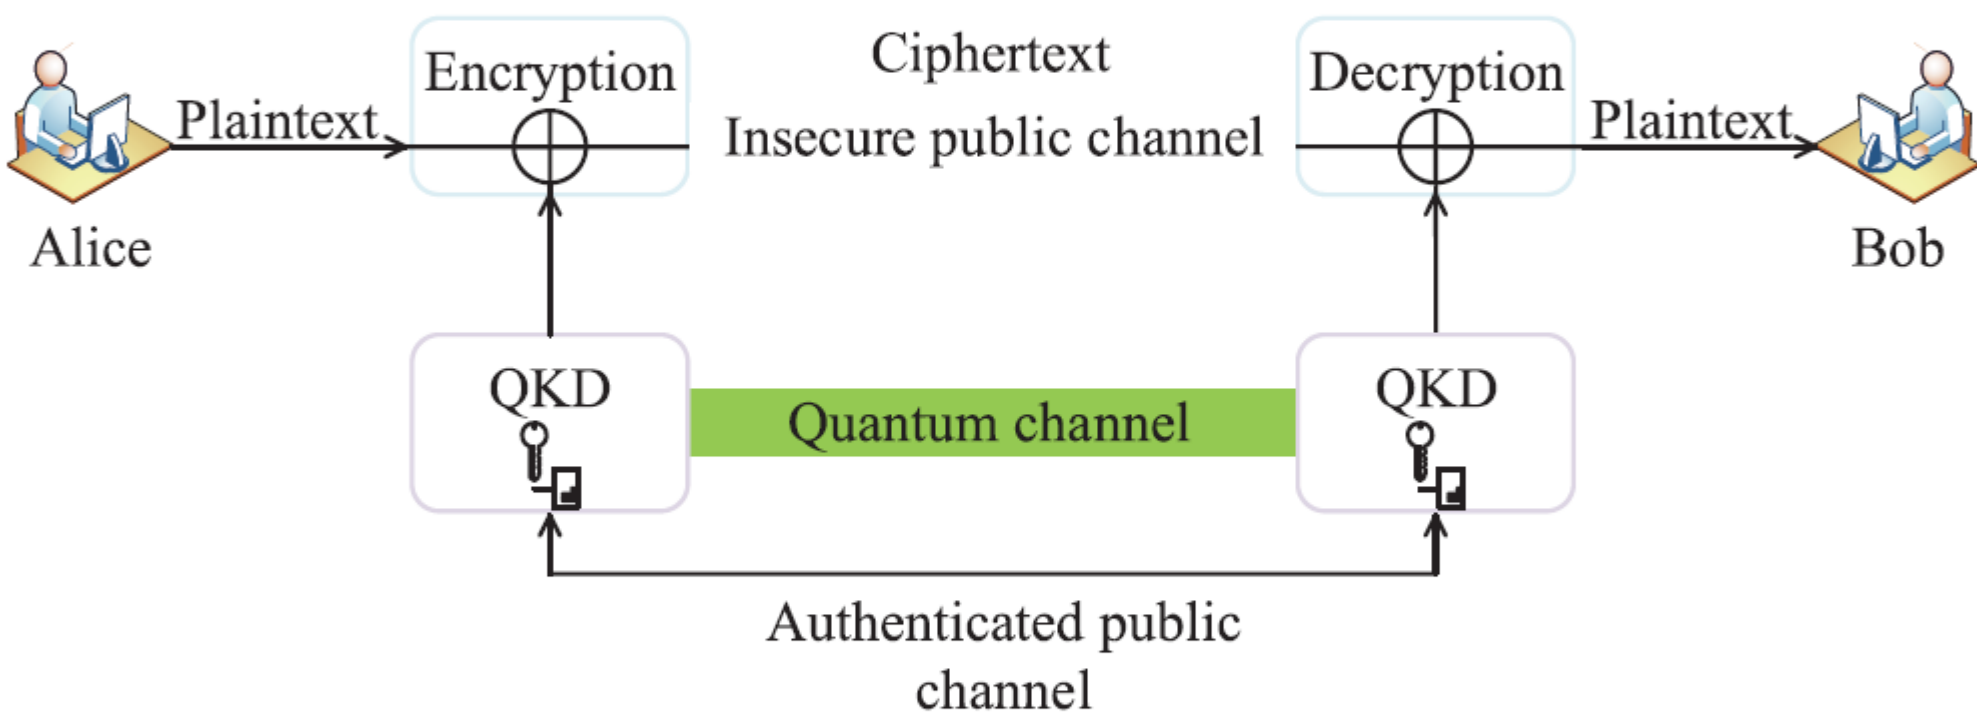 Encryption
Ciphertext
Decryption
Plaintext
Insecure public channel
Plaintext
Alice
Bob
QKD
QKD
Quantum channel
Authenticated public
channel